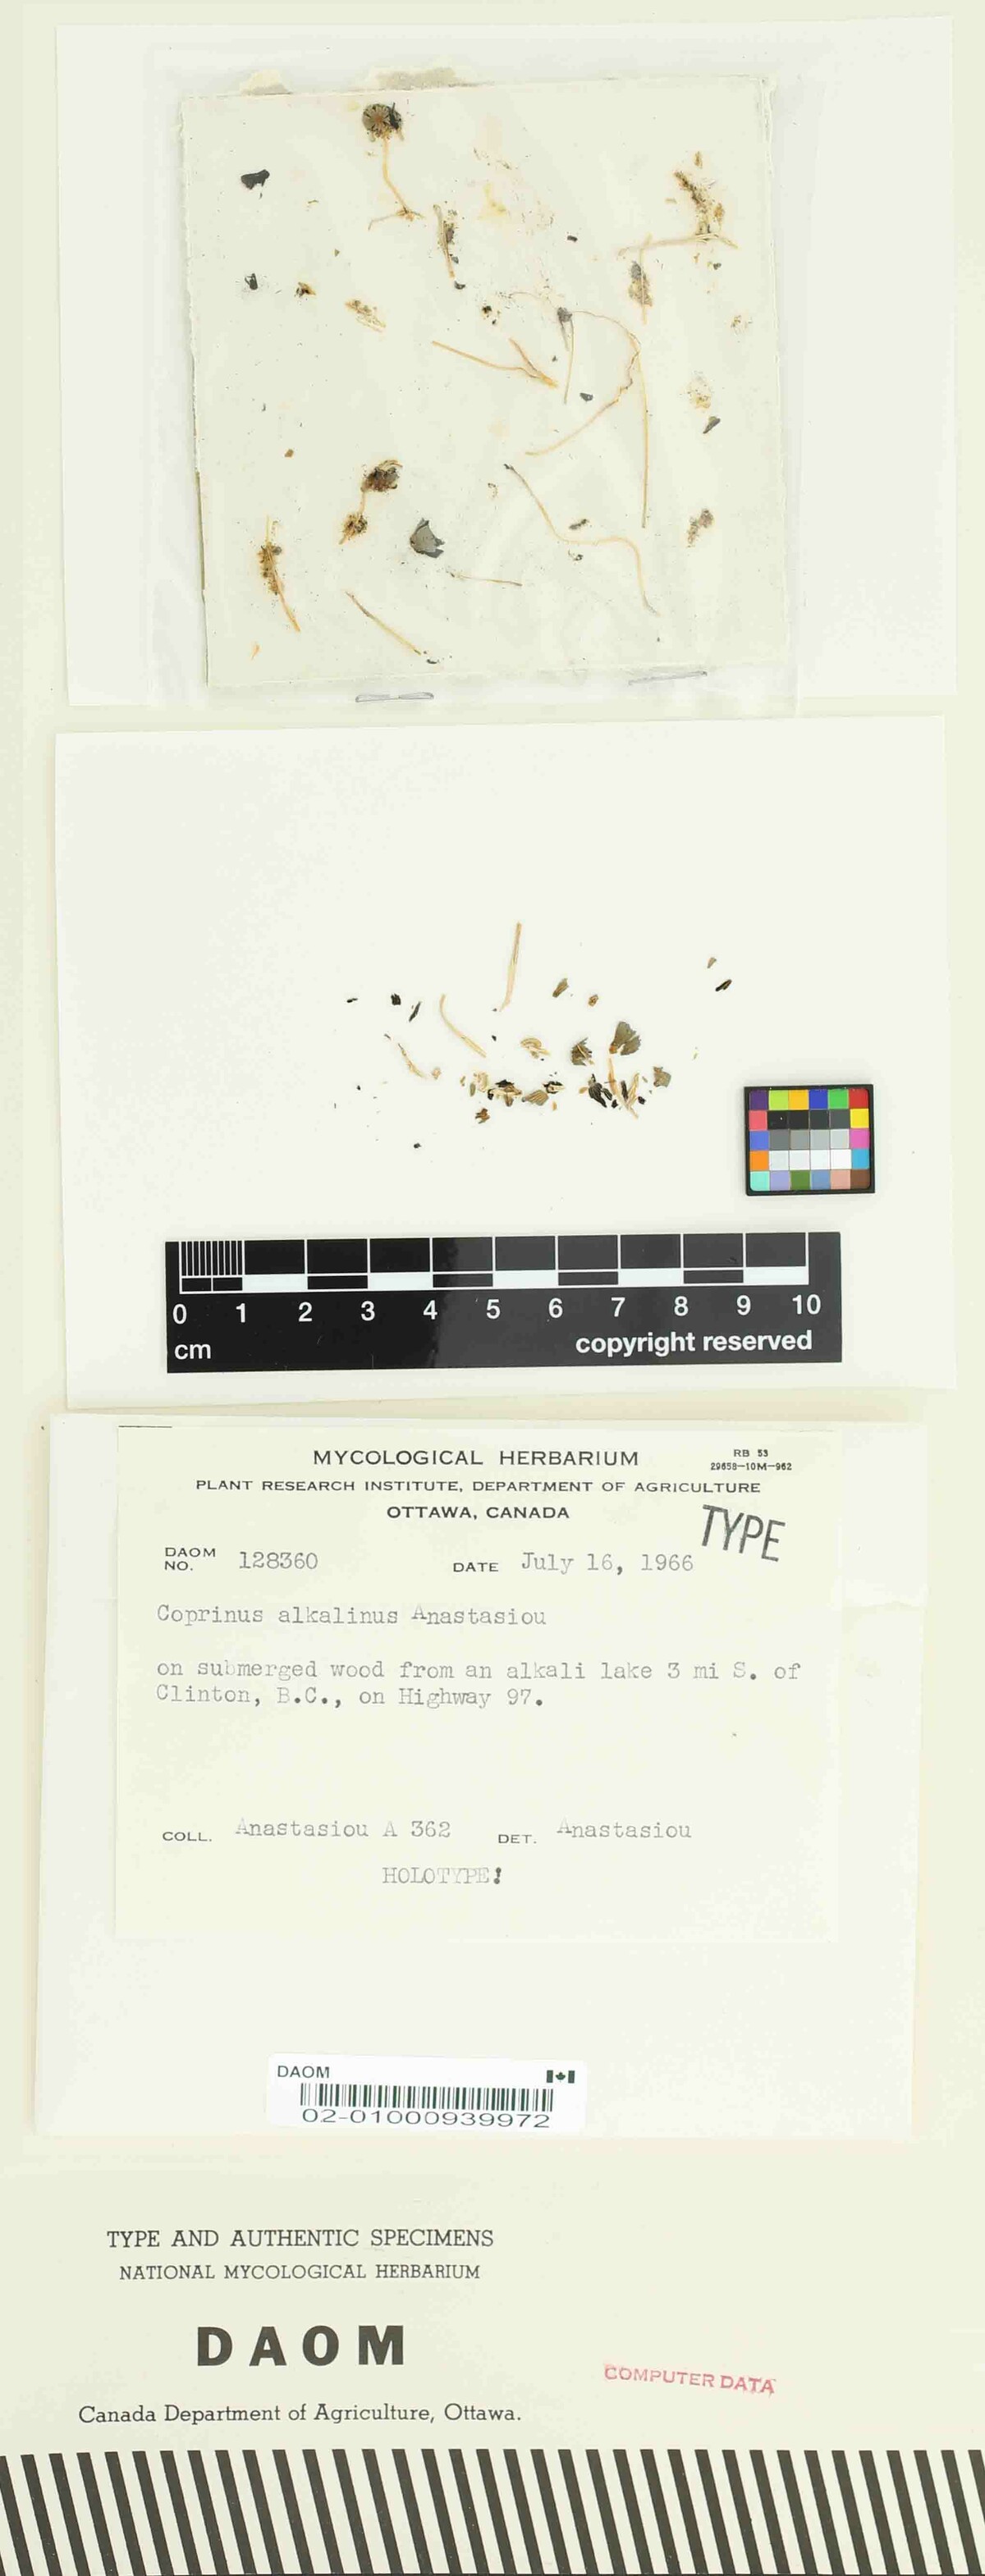 0 1 2 3 4 5 6 7 8 9 10
cm copyright reserved
MYCOLOGICAL HERBARIUM
RB 53
29658-10M-962
PLANT RESEARCH INSTITUTE, DEPARTMENT OF AGRICULTURE
OTTAWA, CANADA
TYPE
DAOM NO. 128360 DATE July 16, 1966
Coprinus alkalinus Anastasiou
on submerged wood from an alkali lake 3 mi S. of
Clinton, B.C., on Highway 97.
COLL. Anastasiou A 362 DET. Anastasiou
HOLOTYPE!
DAOM
02-01000939972
TYPE AND AUTHENTIC SPECIMENS
NATIONAL MYCOLOGICAL HERBARIUM
DAOM
COMPUTER DATA
Canada Department of Agriculture, Ottawa.